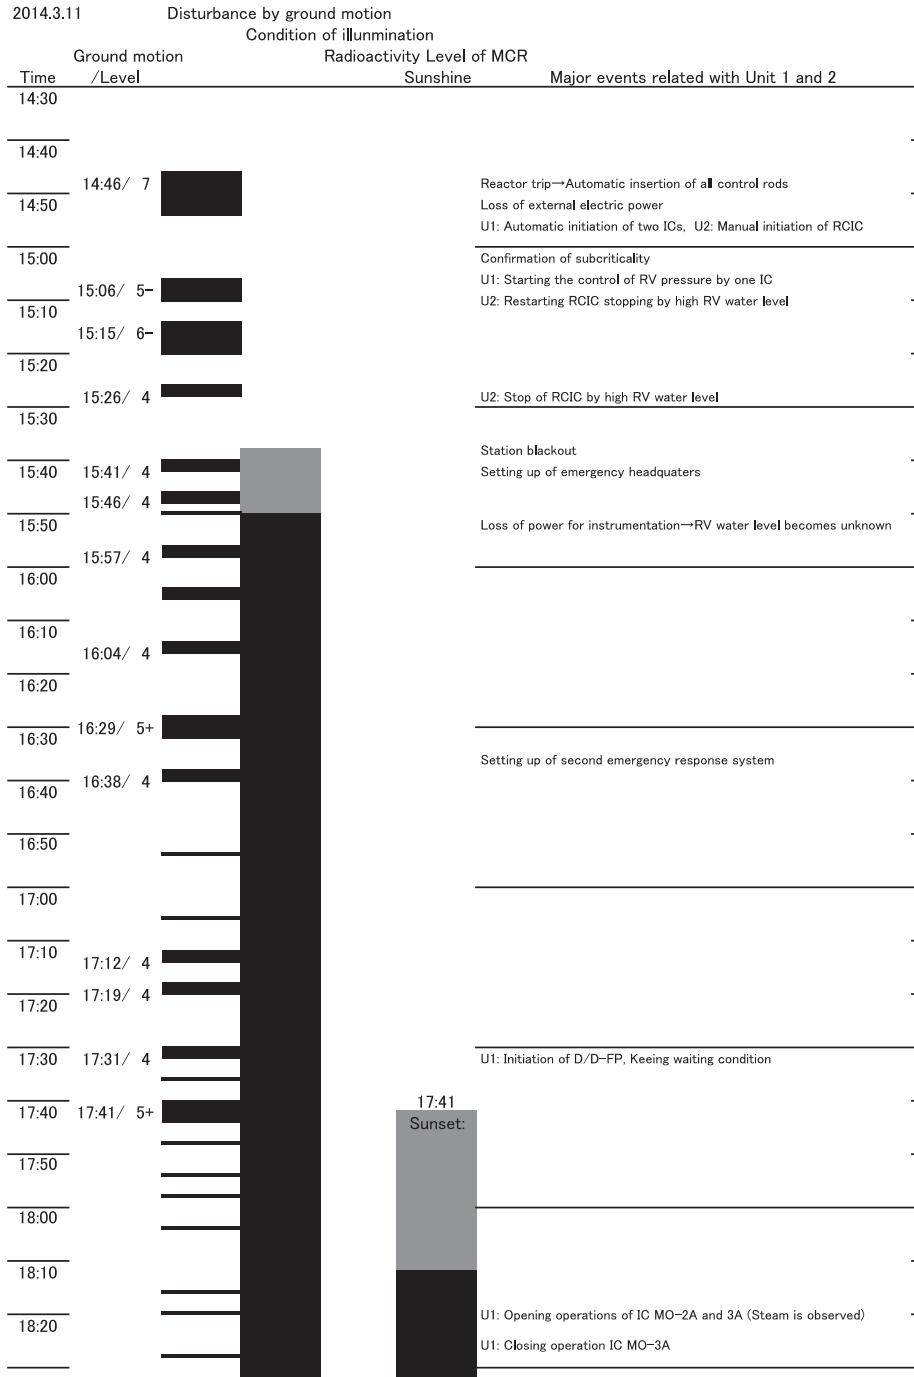 2014.3.11 Disturbance by ground motion
Condition of illunmination
Ground motion Radioactivity Level of MCR
Time /Level Sunshine Major events related with Unit 1 and 2
14:30
14:40
14:46/ 7 Reactor trip→Automatic insertion of all control rods
14:50 Loss of external electric power
U1: Automatic initiation of two ICs, U2: Manual initiation of RCIC
15:00 Confirmation of subcriticality
U1: Starting the control of RV pressure by one IC
15:06/ 5-
U2: Restarting RCIC stopping by high RV water level
15:10
15:15/ 6-
15:20
15:26/ 4 U2: Stop of RCIC by high RV water level
15:30
Station blackout
15:40 15:41/ 4 Setting up of emergency headquaters
15:46/ 4
15:50 Loss of power for instrumentation→RV water level becomes unknown
15:57/ 4
16:00
16:10
16:04/ 4
16:20
16:29/ 5+
16:30
Setting up of second emergency response system
16:38/ 4
16:40
16:50
17:00
17:10
17:12/ 4
17:19/ 4
17:20
17:30 17:31/ 4 U1: Initiation of D/D-FP, Keeing waiting condition
17:41
17:40 17:41/ 5+
Sunset:
17:50
18:00
18:10
U1: Opening operations of IC MO-2A and 3A (Steam is observed)
18:20
U1: Closing operation IC MO-3A